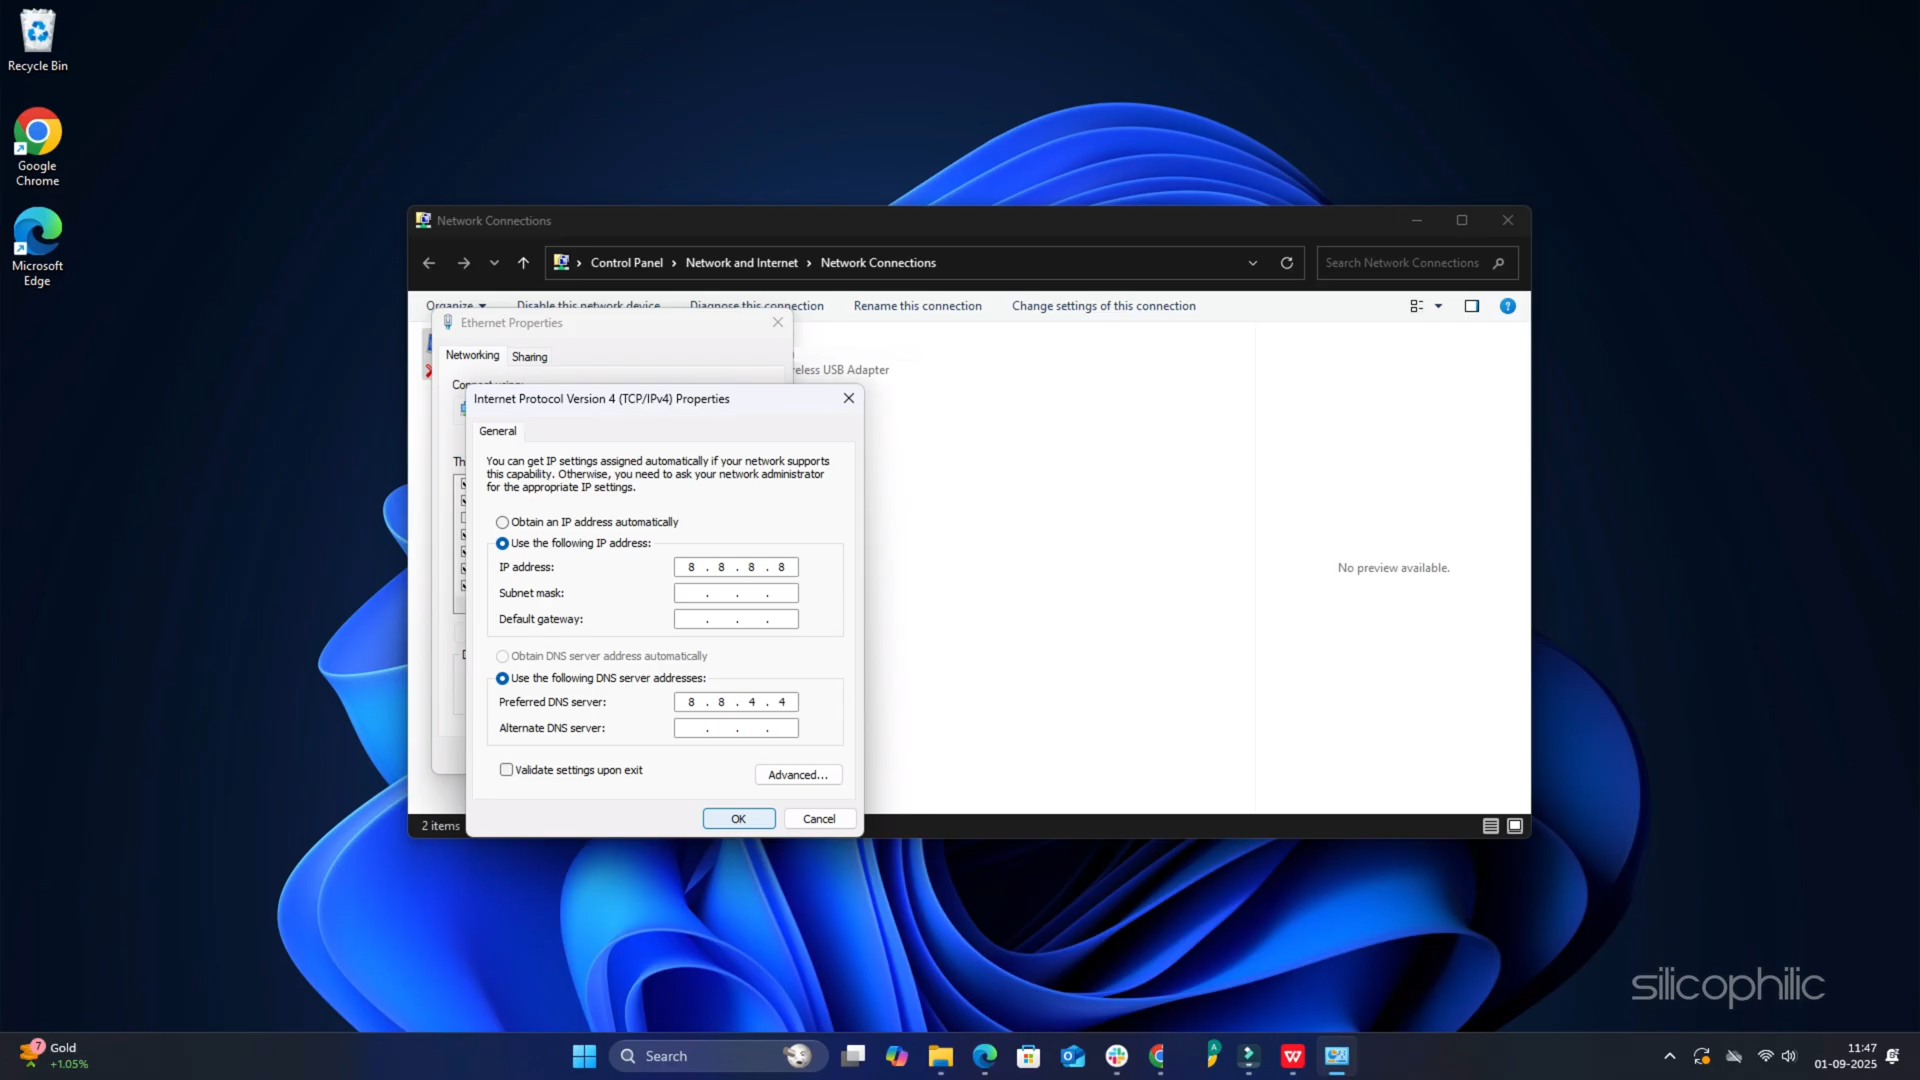 Recycle Bin
Google
Chrome
Microsoft
Edge
Network Connections
Control Panel
Network and Internet
Network Connections
Search Network Connections
Organize
Disable this network device
Diagnose this connection
Rename this connection
Change settings of this connection
Ethernet Properties
Networking
Sharing
Connect using:
reless USB Adapter
Internet Protocol Version 4 (TCP/IPv4) Properties
General
You can get IP settings assigned automatically if your network supports
this capability. Otherwise, you need to ask your network administrator
for the appropriate IP settings.
Obtain an IP address automatically
Use the following IP address:
IP address:
8 . 8 . 8 . 8
Subnet mask:
. . .
Default gateway:
. . .
Obtain DNS server address automatically
Use the following DNS server addresses:
Preferred DNS server:
8 . 8 . 4 . 4
Alternate DNS server:
. . .
Validate settings upon exit
Advanced...
OK
Cancel
No preview available.
2 items
silicophilic
7
Gold
+1.05%
Search
11:47
01-09-2025